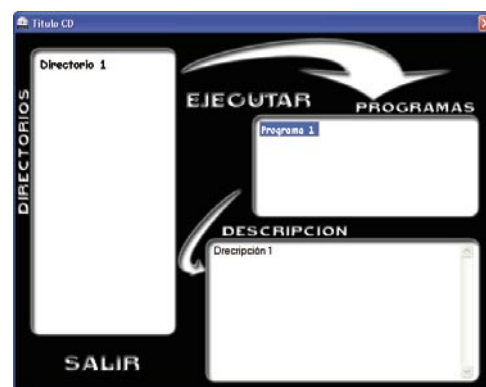 Titulo CD
DIRECTORIOS
Directorio 1
EJECUTAR
PROGRAMAS
Programa 1
DESCRIPCION
Drecripción 1
SALIR